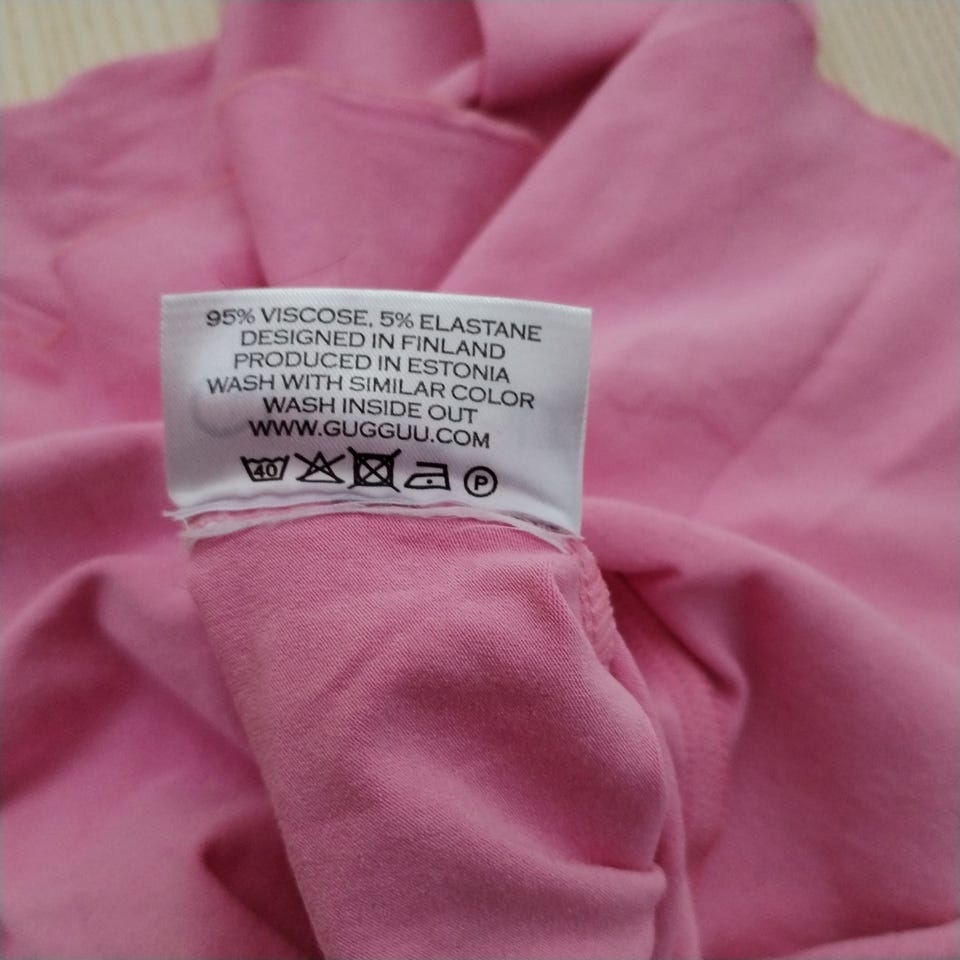 95% VISCOSE, 5% ELASTANE
DESIGNED IN FINLAND
PRODUCED IN ESTONIA
WASH WITH SIMILAR COLOR
WASH INSIDE OUT
WWW.GUGGUU.COM
40 P